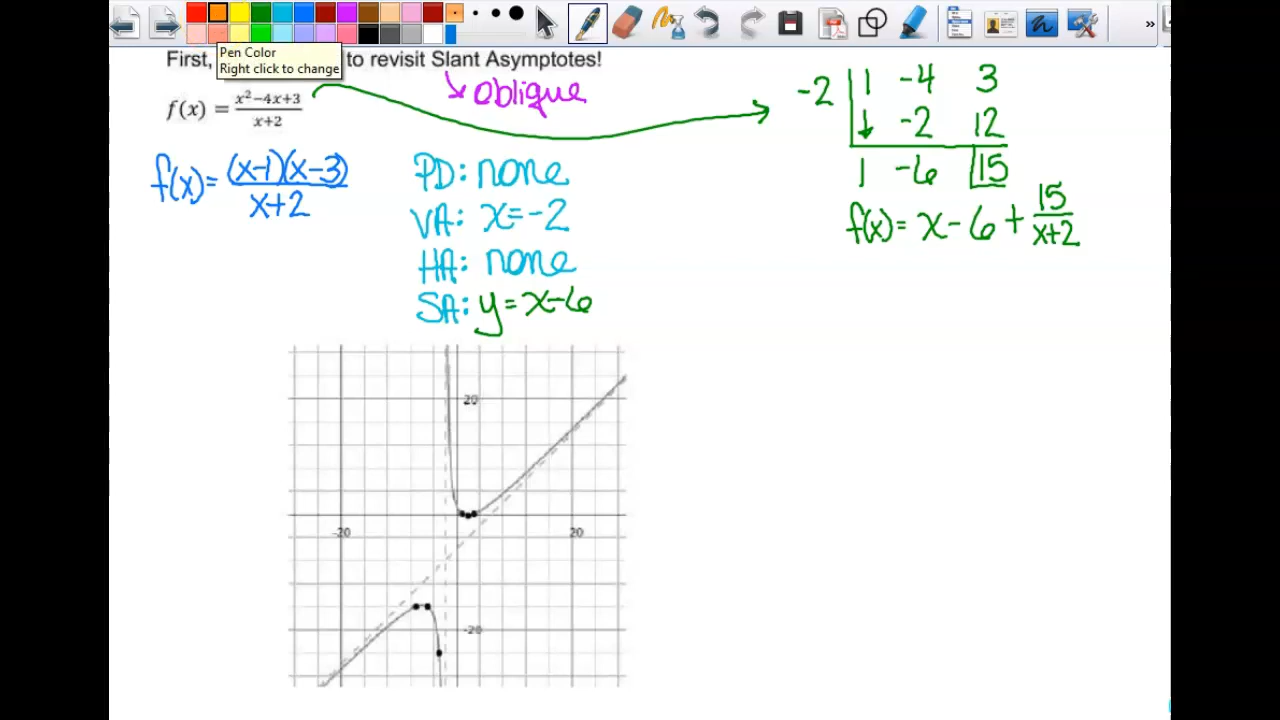 »
Pen Color
Right click to change
First, to revisit Slant Asymptotes!
oblique
f(x) = x²−4x+3 / x+2
f(x) = (x-1)(x-3) / x+2
PD: none
VA: x=-2
HA: none
SA: y=x-6
-2 | 1 -4 3
↓ -2 12
1 -6 15
f(x) = x-6+ 15 / x+2
20
-20
20
-20